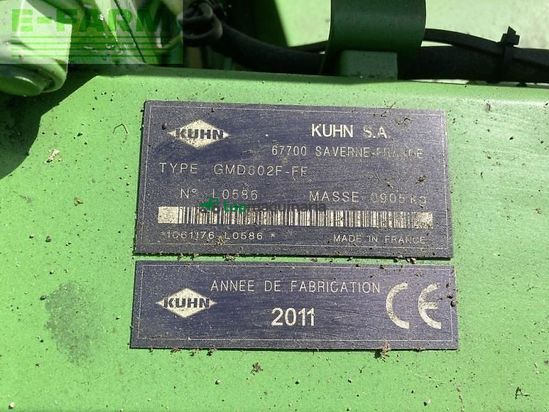 E-FARM
KUHN
KUHN S.A.
67700 SAVERNE-FRANCE
TYPE GMD802F-FF
N° L0586 MASSE 0905 kg
*1061176-L0586* MADE IN FRANCE
KUHN
ANNEE DE FABRICATION
2011 CE